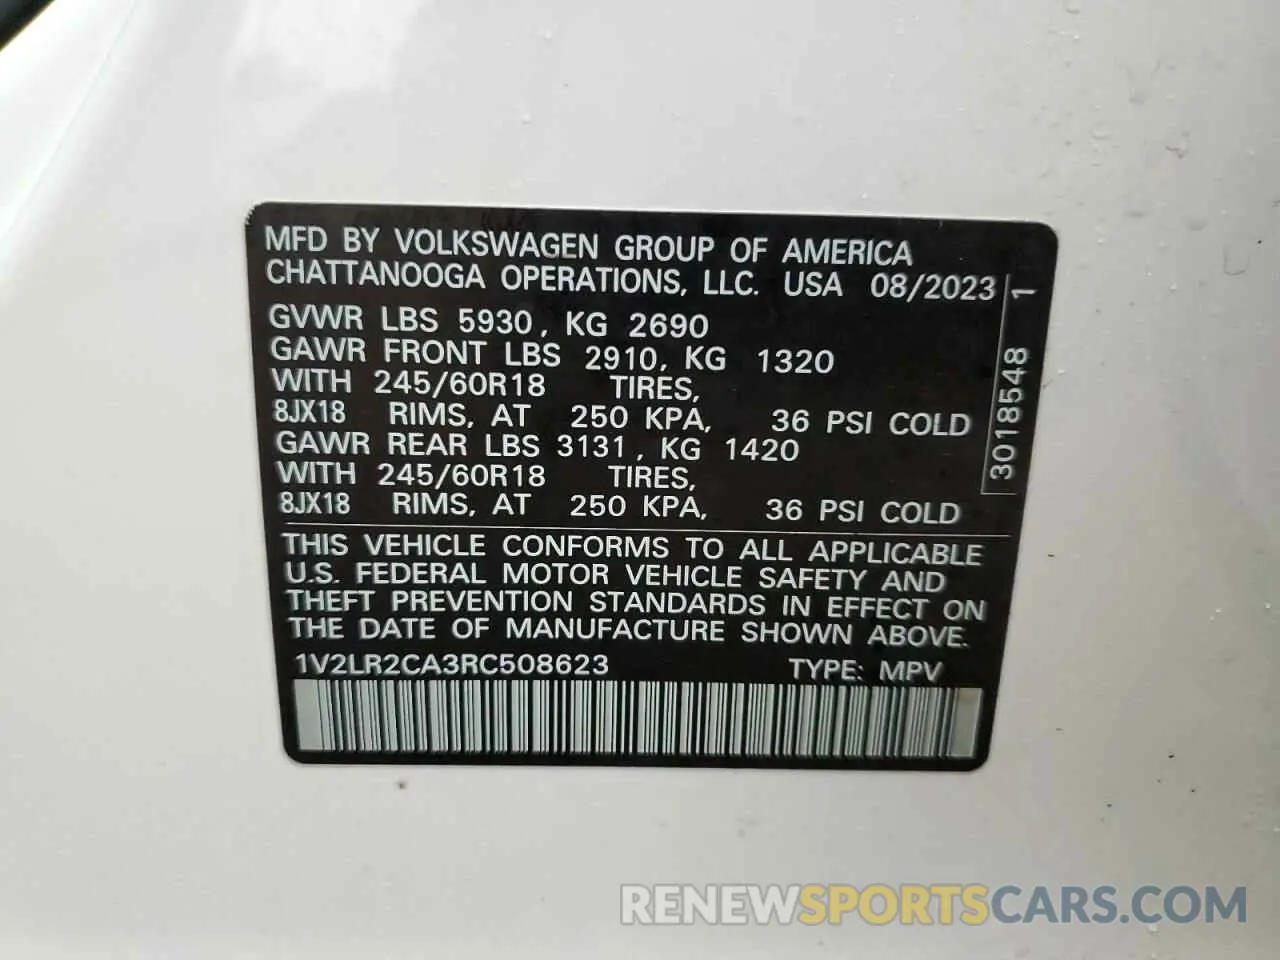 MFD BY VOLKSWAGEN GROUP OF AMERICA
CHATTANOOGA OPERATIONS, LLC. USA 08/2023
GVWR LBS 5930, KG 2690
GAWR FRONT LBS 2910, KG 1320
WITH 245/60R18 TIRES,
8JX18 RIMS, AT 250 KPA, 36 PSI COLD
GAWR REAR LBS 3131, KG 1420
WITH 245/60R18 TIRES,
8JX18 RIMS, AT 250 KPA, 36 PSI COLD
3018548 1
THIS VEHICLE CONFORMS TO ALL APPLICABLE
U.S. FEDERAL MOTOR VEHICLE SAFETY AND
THEFT PREVENTION STANDARDS IN EFFECT ON
THE DATE OF MANUFACTURE SHOWN ABOVE.
1V2LR2CA3RC508623 TYPE: MPV
RENEWSPORTSCARS.COM